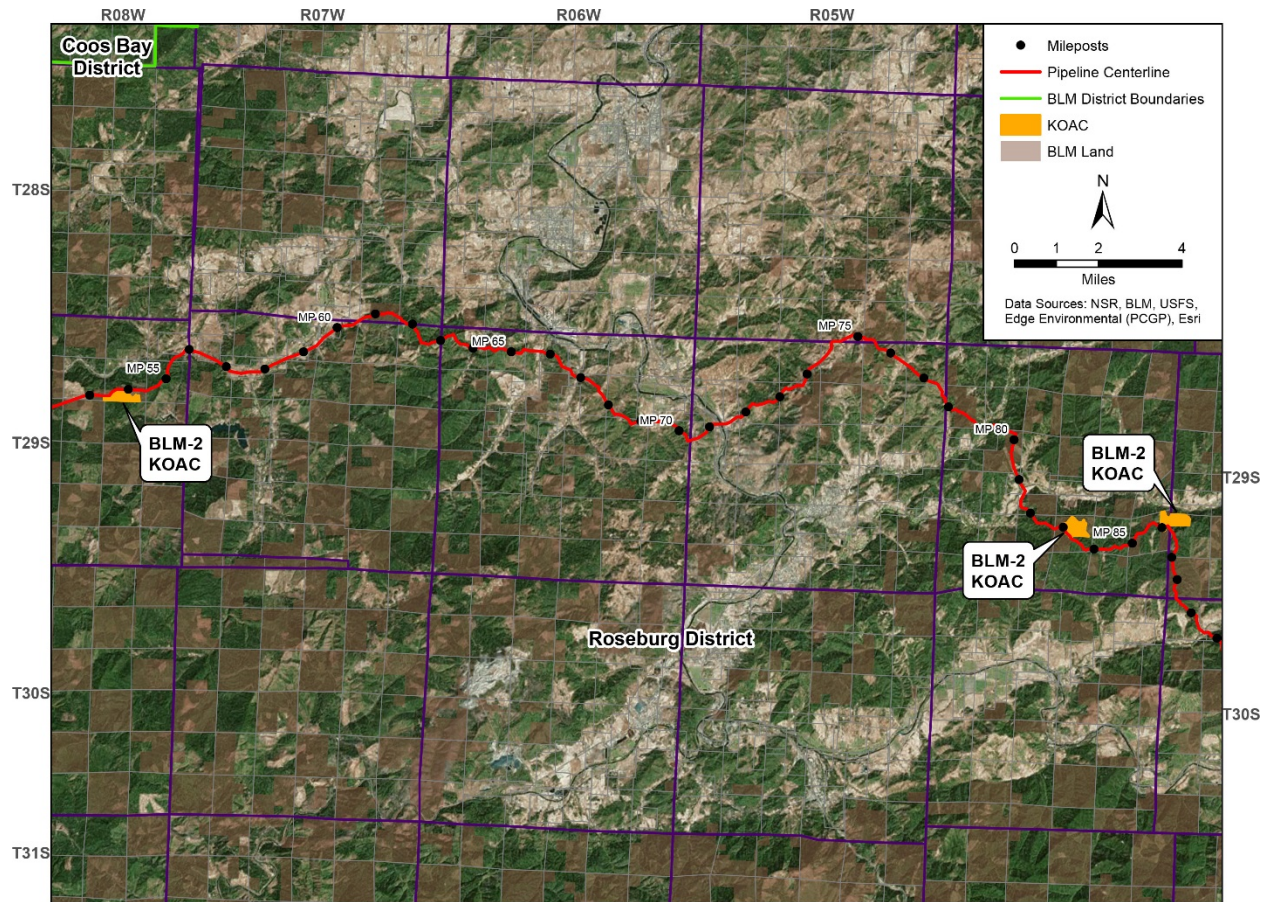 R08W
R07W
R06W
R05W
Coos Bay
District
Mileposts
Pipeline Centerline
BLM District Boundaries
KOAC
BLM Land
N
0 1 2 4
Miles
Data Sources: NSR, BLM, USFS,
Edge Environmental (PCGP), Esri
T28S
MP 60
MP 65
MP 75
MP 55
BLM-2
KOAC
MP 70
MP 80
T29S
BLM-2
KOAC
T29S
MP 85
BLM-2
KOAC
Roseburg District
T30S
T30S
T31S